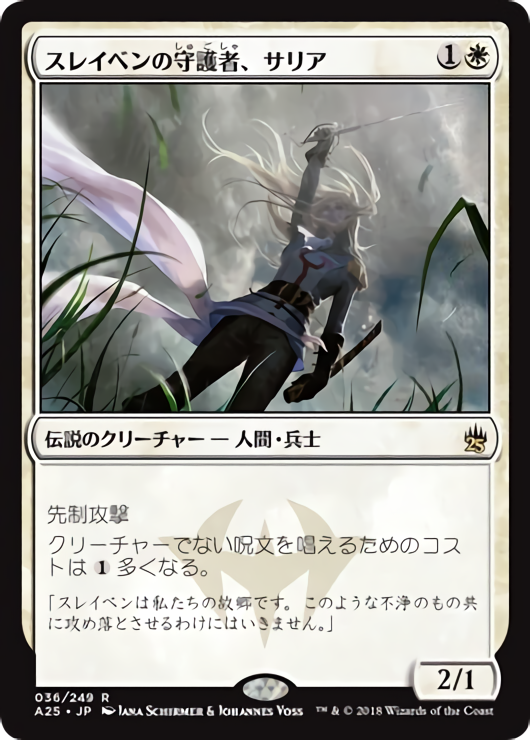 スレイベンの守護者、サリア
しゅごしゃ
1
伝説のクリーチャー — 人間・兵士
25
先制攻撃
クリーチャーでない呪文を唱えるためのコス
トは 1 多くなる。
「スレイベンは私たちの故郷です。このような不浄のもの共
に攻め落とさせるわけにはいきません。」
2/1
036/249 R
A25 • JP Jana Schirmer & Johannes Voss ™ & © 2018 Wizards of the Coast